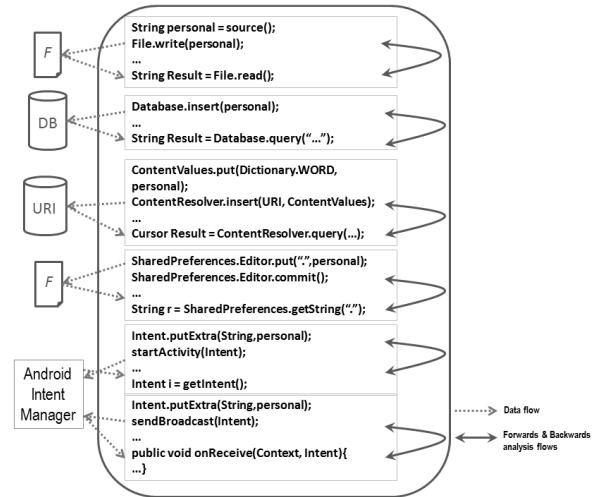 String personal = source();
File.write(personal);
...
String Result = File.read();
F
Database.insert(personal);
...
String Result = Database.query("...");
DB
ContentValues.put(Dictionary.WORD,
personal);
ContentResolver.insert(URI, ContentValues);
...
Cursor Result = ContentResolver.query(...);
URI
SharedPreferences.Editor.put(".",personal);
SharedPreferences.Editor.commit();
...
String r = SharedPreferences.getString(".");
F
Intent.putExtra(String,personal);
startActivity(Intent);
...
Intent i = getIntent();
Android
Intent
Manager
Intent.putExtra(String,personal);
sendBroadcast(Intent);
...
public void onReceive(Context, Intent){
...}
Data flow
Forwards & Backwards
analysis flows